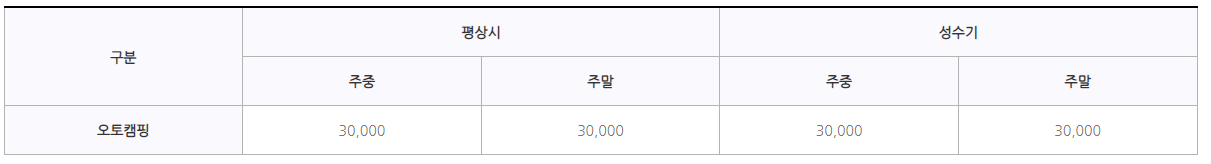 구분 평상시 성수기
주중 주말 주중 주말
오토캠핑 30,000 30,000 30,000 30,000